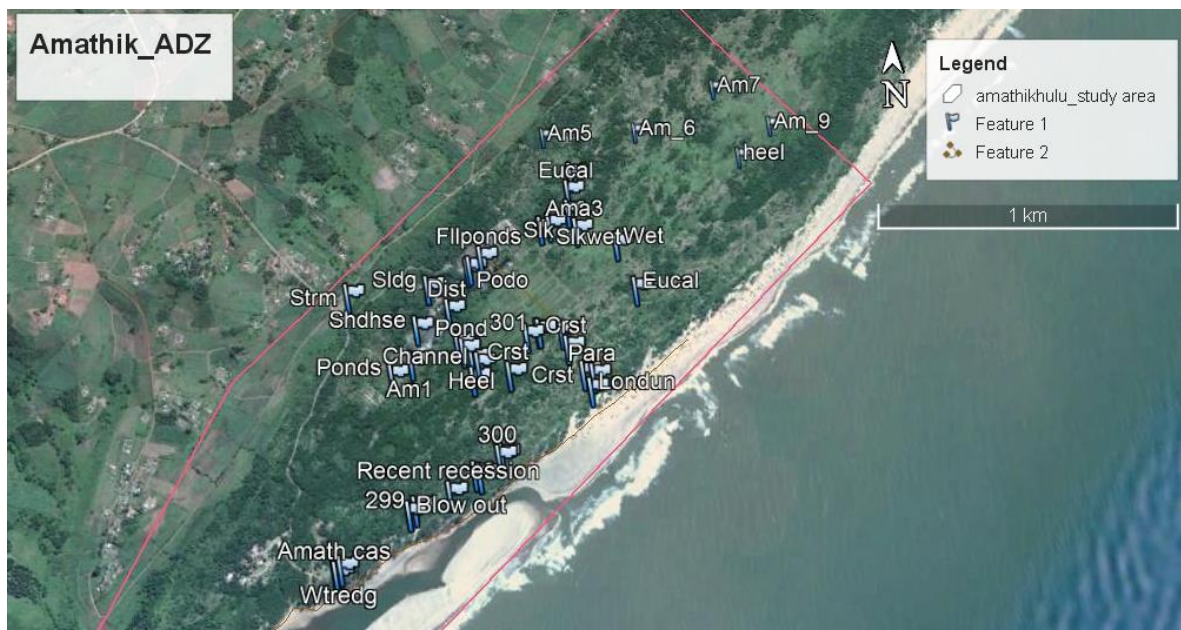 Amathik_ADZ
Legend
amathikhulu_study area
Feature 1
Feature 2
N
1 km
Am7
Am5
Am_6
Am_9
heel
Eucal
Ama3
Slk
Slkwet
Wet
Fllponds
Podo
Eucal
Sldg
Dist
Strm
Shdhse
Pond
301
Crst
Channel
Crst
Para
Ponds
Am1
Heel
Crst
Londun
300
Recent recession
299
Blow out
Amath cas
Wtredg